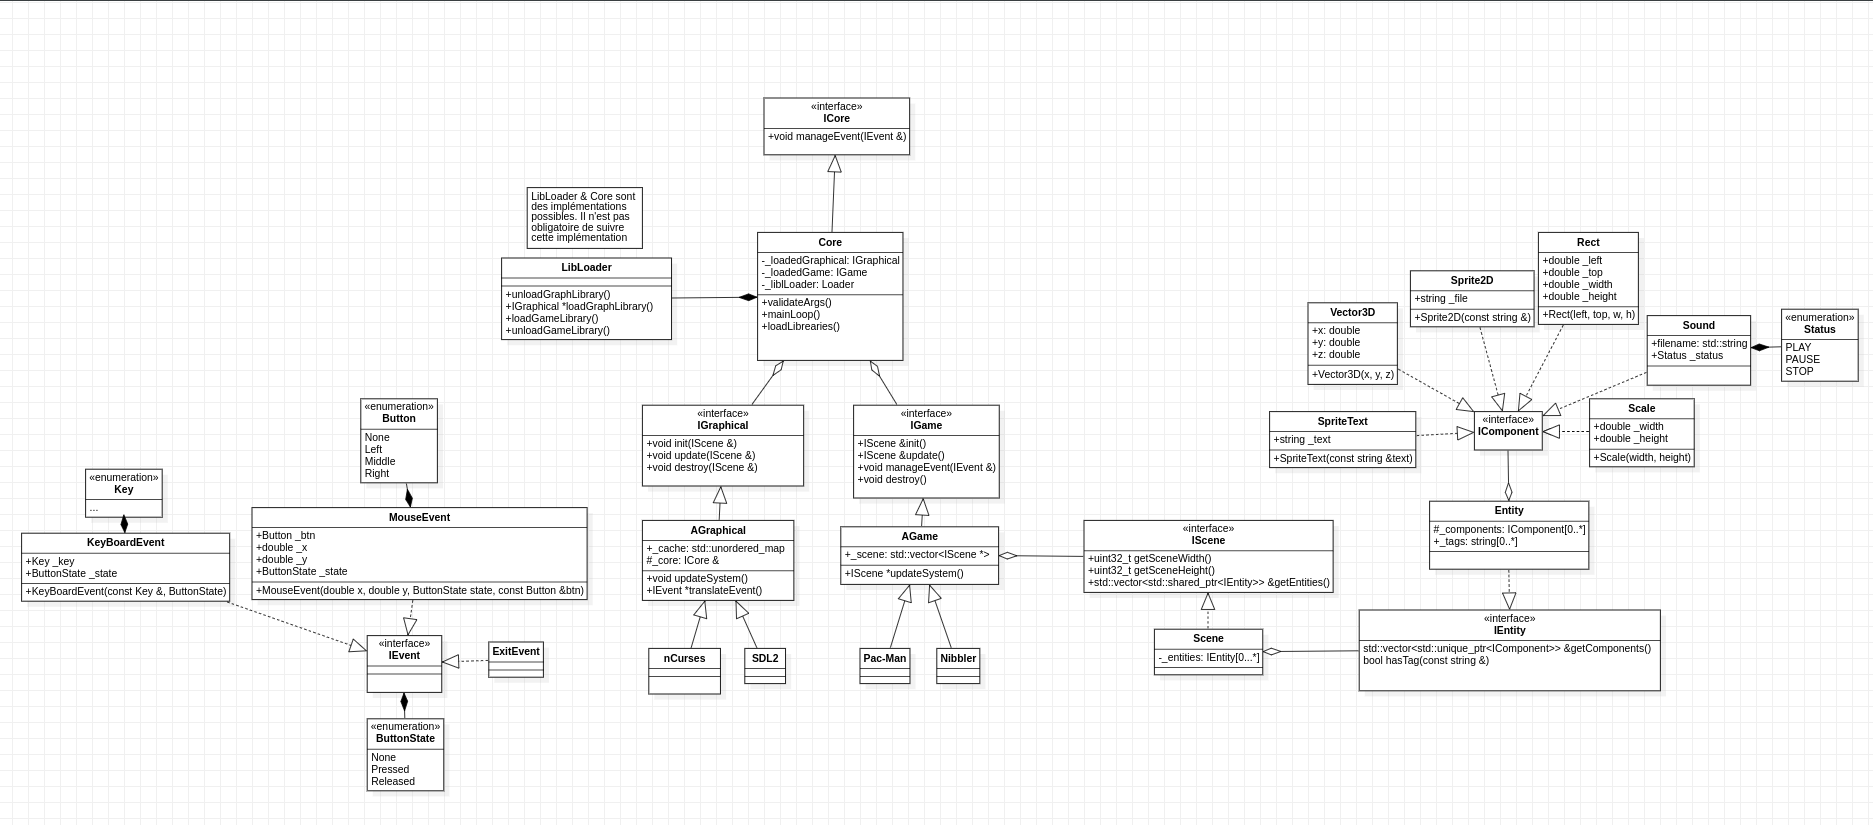 «interface»
ICore
+void manageEvent(IEvent &)
LibLoader & Core sont
des implémentations
possibles. Il n'est pas
obligatoire de suivre
cette implémentation
LibLoader
+unloadGraphLibrary()
+IGraphical *loadGraphLibrary()
+loadGameLibrary()
+unloadGameLibrary()
Core
-_loadedGraphical: IGraphical
-_loadedGame: IGame
-_liblLoader: Loader
+validateArgs()
+mainLoop()
+loadLibrearies()
«interface»
IGraphical
+void init(IScene &)
+void update(IScene &)
+void destroy(IScene &)
«interface»
IGame
+IScene &init()
+IScene &update()
+void manageEvent(IEvent &)
+void destroy()
AGraphical
+_cache: std::unordered_map
#_core: ICore &
+void updateSystem()
+IEvent *translateEvent()
AGame
+_scene: std::vector<IScene *>
+IScene *updateSystem()
nCurses
SDL2
Pac-Man
Nibbler
«enumeration»
Key
...
KeyBoardEvent
+Key _key
+ButtonState _state
+KeyBoardEvent(const Key &, ButtonState)
«enumeration»
Button
None
Left
Middle
Right
MouseEvent
+Button _btn
+double _x
+double _y
+ButtonState _state
+MouseEvent(double x, double y, ButtonState state, const Button &btn)
«interface»
IEvent
ExitEvent
«enumeration»
ButtonState
None
Pressed
Released
«interface»
IScene
+uint32_t getSceneWidth()
+uint32_t getSceneHeight()
+std::vector<std::shared_ptr<IEntity>> &getEntities()
Scene
-_entities: IEntity[0...*]
Vector3D
+x: double
+y: double
+z: double
+Vector3D(x, y, z)
Sprite2D
+string _file
+Sprite2D(const string &)
Rect
+double _left
+double _top
+double _width
+double _height
+Rect(left, top, w, h)
Sound
+filename: std::string
+Status _status
«enumeration»
Status
PLAY
PAUSE
STOP
SpriteText
+string _text
+SpriteText(const string &text)
«interface»
IComponent
Scale
+double _width
+double _height
+Scale(width, height)
Entity
#_components: IComponent[0..*]
+_tags: string[0..*]
«interface»
IEntity
std::vector<std::unique_ptr<IComponent>> &getComponents()
bool hasTag(const string &)